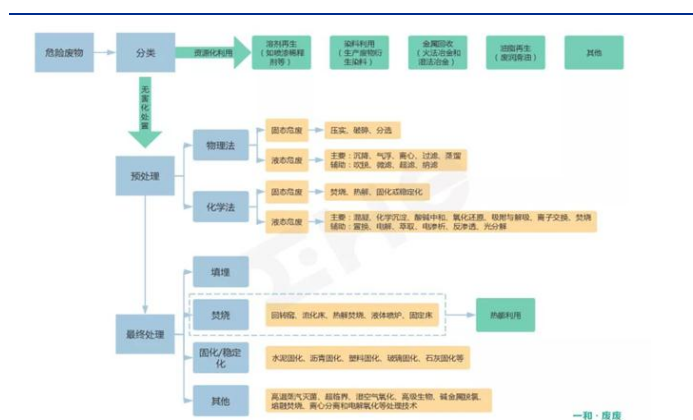 危险废物
分类
资源化利用
溶剂再生
（如喷漆稀释
剂等）
染料利用
（生产废物衍
生染料）
金属回收
（火法冶金和
湿法冶金）
油脂再生
（废润滑油）
其他
无害化处置
预处理
物理法
固态危废
压实、破碎、分选
液态危废
主要：沉降、气浮、离心、过滤、蒸馏
辅助：吹脱、微滤、超滤、纳滤
化学法
固态危废
焚烧、热解、固化或稳定化
液态危废
主要：混凝、化学沉淀、酸碱中和、氧化还原、吸附与解吸、离子交换、焚烧
辅助：置换、电解、萃取、电渗析、反渗透、光分解
最终处理
填埋
焚烧
回转窑、流化床、热解焚烧、液体喷炉、固定床
热能利用
固化/稳定
化
水泥固化、沥青固化、塑料固化、玻璃固化、石灰固化等
其他
高温蒸汽灭菌、超临界、湿空气氧化、高级生物、碱金属脱氯、
熔融焚烧、离心分离和电解氧化等处理技术
一和·废废